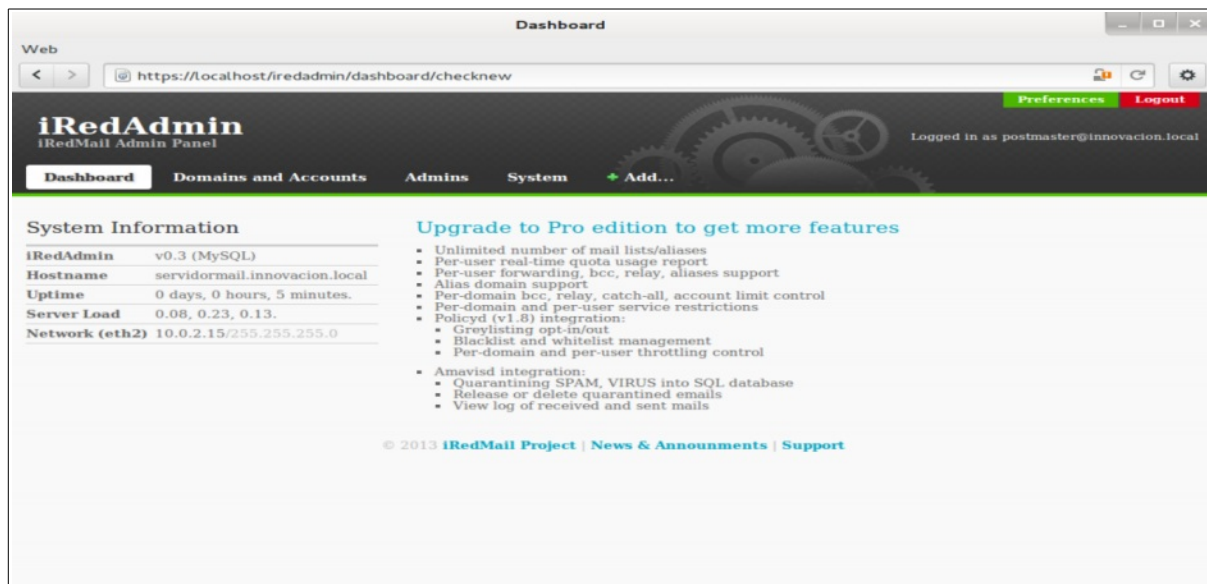 Dashboard
Web
https://localhost/iredadmin/dashboard/checknew
Preferences Logout
iRedAdmin
iRedMail Admin Panel
Logged in as postmaster@innovacion.local
Dashboard Domains and Accounts Admins System + Add...
System Information
iRedAdmin v0.3 (MySQL)
Hostname servidormail.innovacion.local
Uptime 0 days, 0 hours, 5 minutes.
Server Load 0.08, 0.23, 0.13.
Network (eth2) 10.0.2.15/255.255.255.0
Upgrade to Pro edition to get more features
Unlimited number of mail lists/aliases
Per-user real-time quota usage report
Per-user forwarding, bcc, relay, aliases support
Alias domain support
Per-domain bcc, relay, catch-all, account limit control
Per-domain and per-user service restrictions
Policyd (v1.8) integration:
Greylisting opt-in/out
Blacklist and whitelist management
Per-domain and per-user throttling control
Amavisd integration:
Quarantining SPAM, VIRUS into SQL database
Release or delete quarantined emails
View log of received and sent mails
© 2013 iRedMail Project | News & Announments | Support